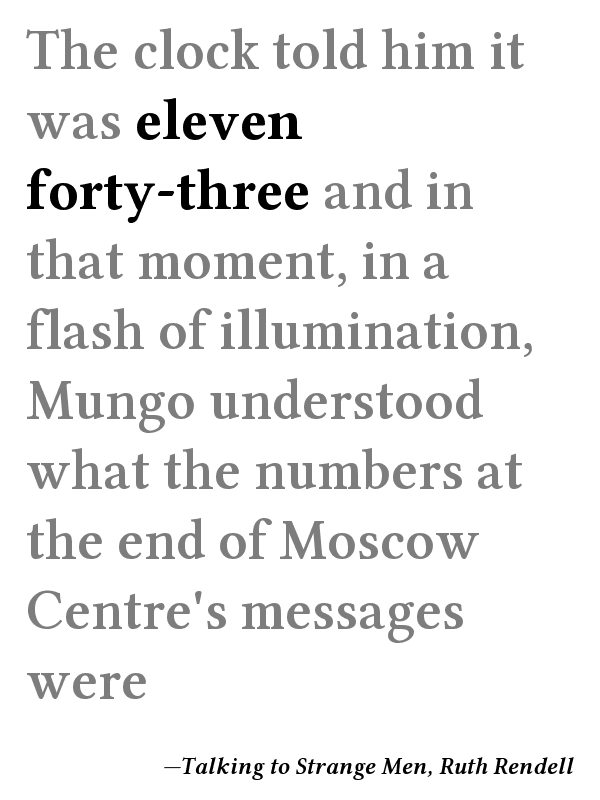 The clock told him it
was eleven
forty-three and in
that moment, in a
flash of illumination,
Mungo understood
what the numbers at
the end of Moscow
Centre's messages
were
—Talking to Strange Men, Ruth Rendell